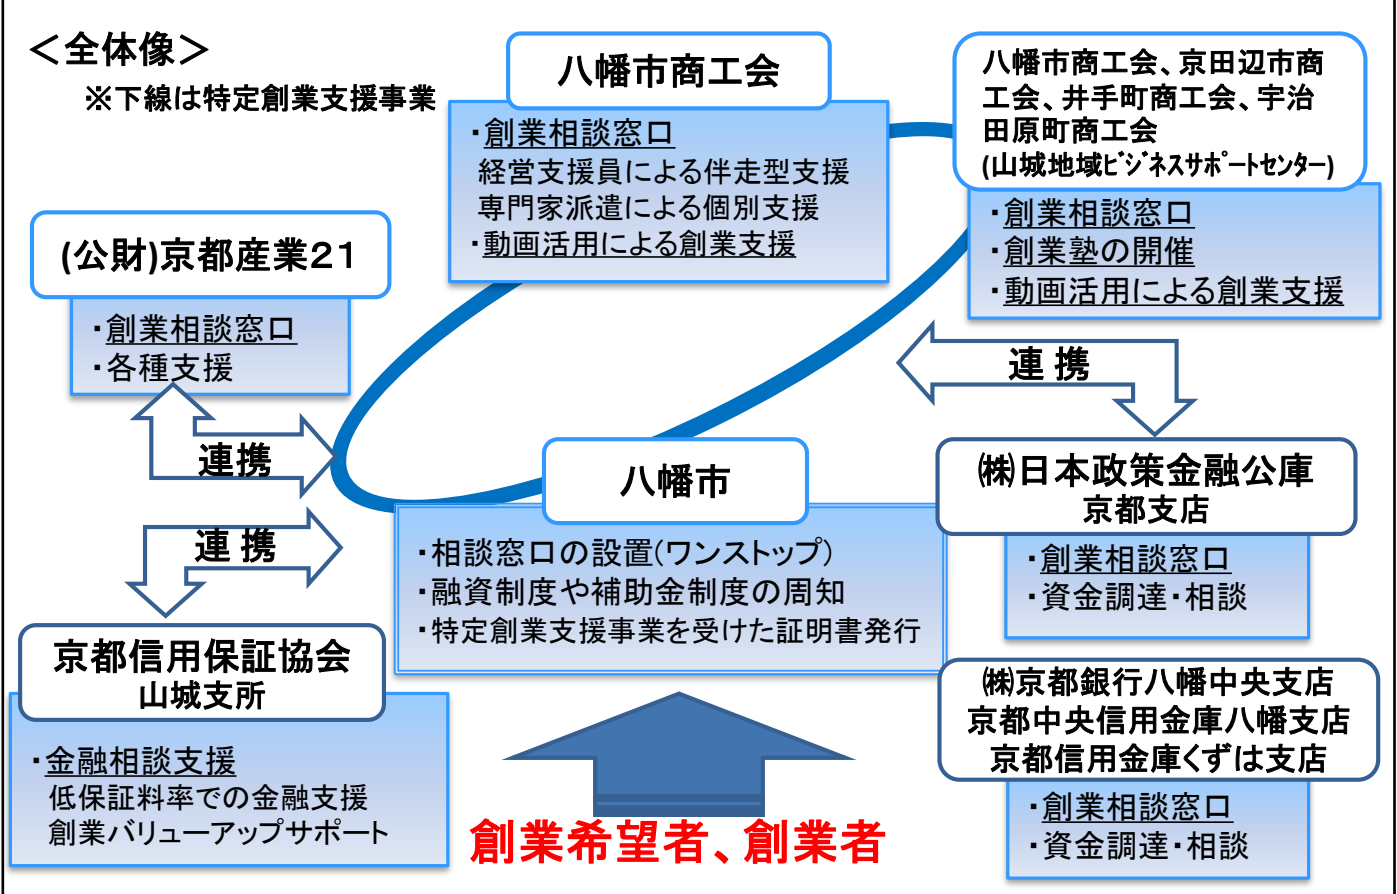 ＜全体像＞
※下線は特定創業支援事業
八幡市商工会
・創業相談窓口
経営支援員による伴走型支援
専門家派遣による個別支援
・動画活用による創業支援
八幡市商工会、京田辺市商
工会、井手町商工会、宇治
田原町商工会
(山城地域ﾋﾞｼﾞﾈｽｻﾎﾟｰﾄｾﾝﾀｰ)
・創業相談窓口
・創業塾の開催
・動画活用による創業支援
(公財)京都産業２１
・創業相談窓口
・各種支援
連携
連 携
連 携
八幡市
・相談窓口の設置(ワンストップ)
・融資制度や補助金制度の周知
・特定創業支援事業を受けた証明書発行
㈱日本政策金融公庫
京都支店
・創業相談窓口
・資金調達・相談
京都信用保証協会
山城支所
・金融相談支援
低保証料率での金融支援
創業バリューアップサポート
㈱京都銀行八幡中央支店
京都中央信用金庫八幡支店
京都信用金庫くずは支店
・創業相談窓口
・資金調達・相談
創業希望者、創業者